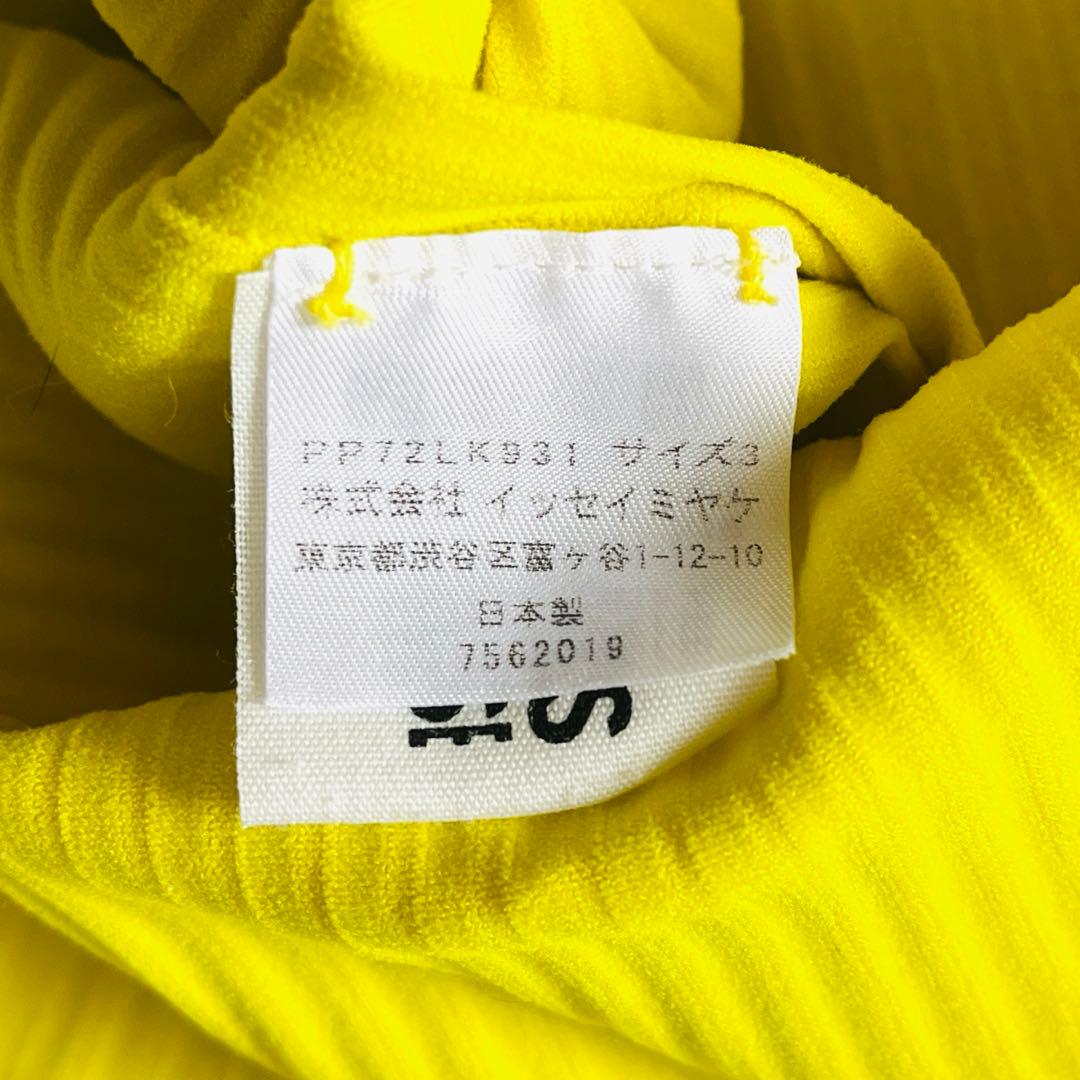 PP72LK931 サイズ3
株式会社 イッセイミヤケ
東京都渋谷区富ヶ谷1-12-10
日本製
7562019